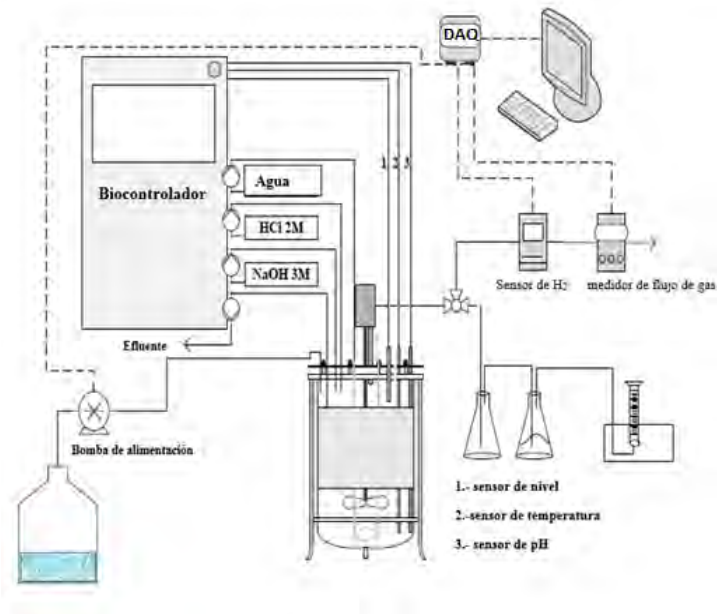 DAQ
1 2 3
Biocontrolador
Agua
HCl 2M
NaOH 3M
Efluente
Sensor de H2
medidor de flujo de gas
Bomba de alimentación
1.- sensor de nivel
2.-sensor de temperatura
3.- sensor de pH